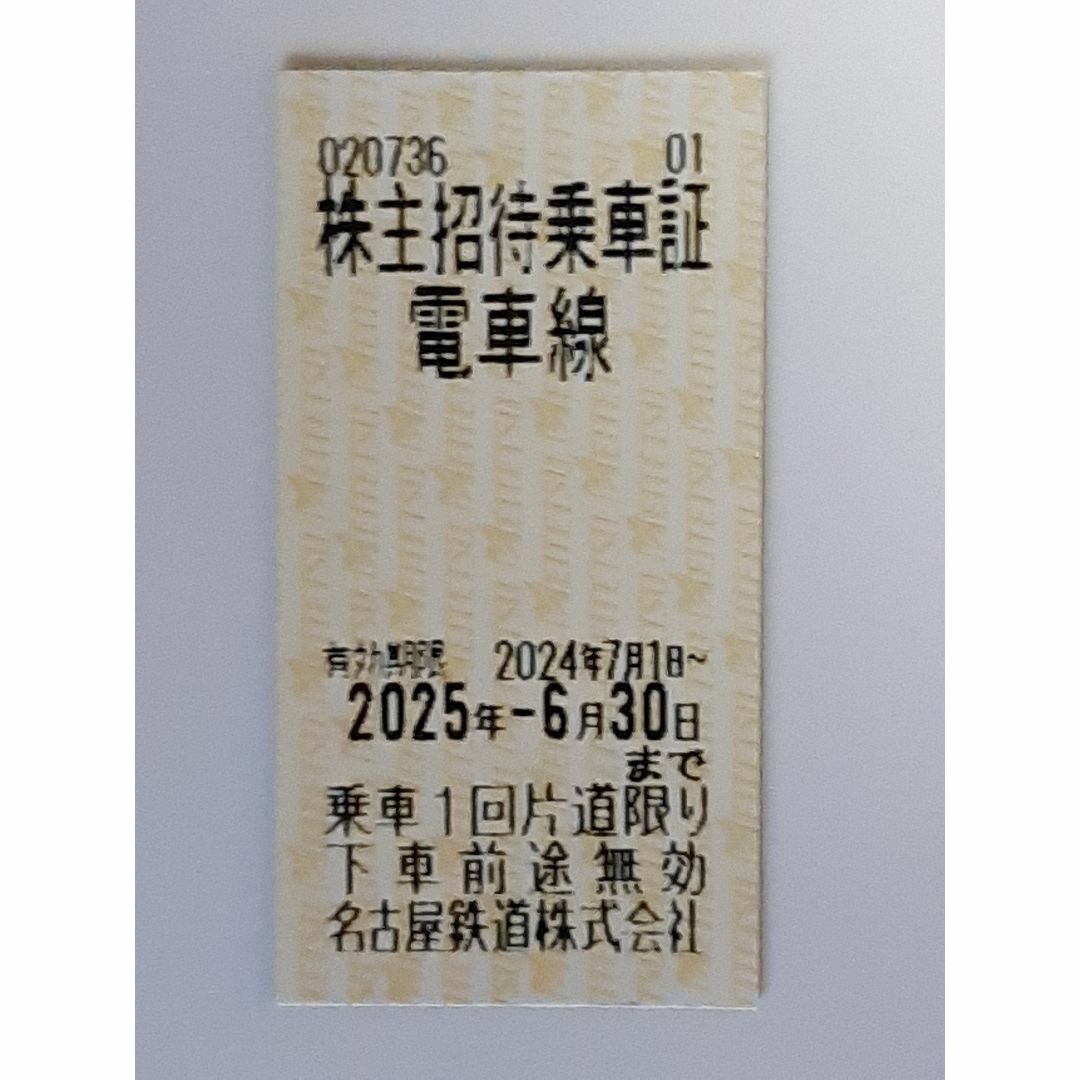 020736 01
株主招待乗車証
電車線
有効期限 2024年7月1日~
2025年-6月30日
まで
乗車1回片道限り
下車前途無効
名古屋鉄道株式会社